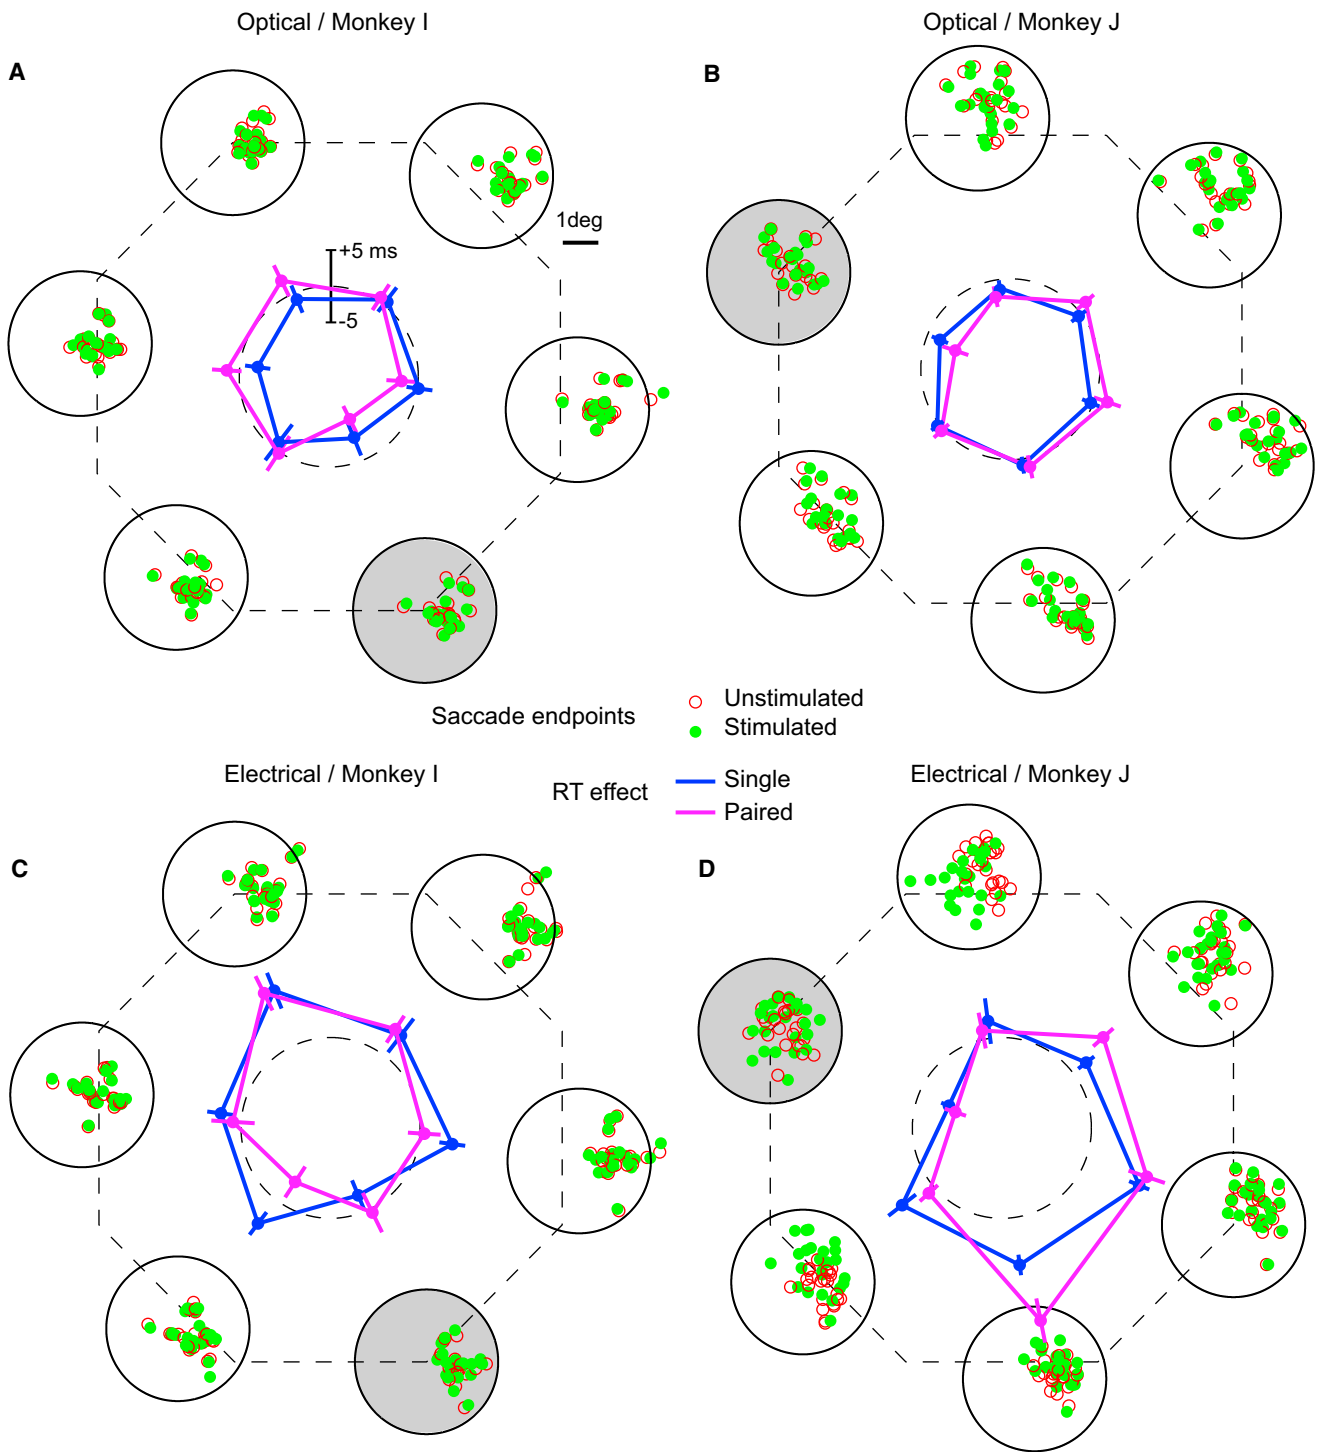 Optical / Monkey I
Optical / Monkey J
A
B
1deg
+5 ms
-5
Saccade endpoints
Unstimulated
Stimulated
Electrical / Monkey I
Electrical / Monkey J
RT effect
Single
Paired
C
D